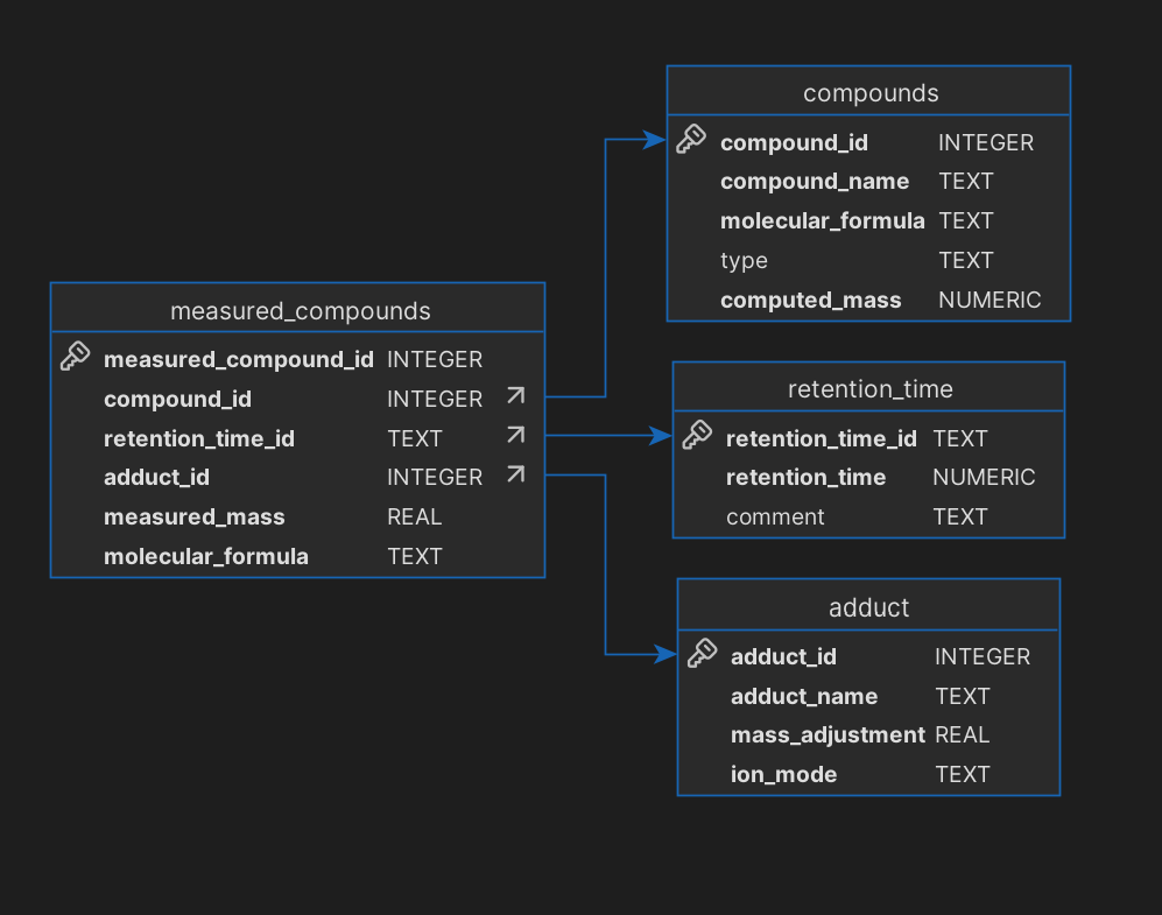 compounds
compound_id INTEGER
compound_name TEXT
molecular_formula TEXT
type TEXT
computed_mass NUMERIC
measured_compounds
measured_compound_id INTEGER
compound_id INTEGER
retention_time_id TEXT
adduct_id INTEGER
measured_mass REAL
molecular_formula TEXT
retention_time
retention_time_id TEXT
retention_time NUMERIC
comment TEXT
adduct
adduct_id INTEGER
adduct_name TEXT
mass_adjustment REAL
ion_mode TEXT